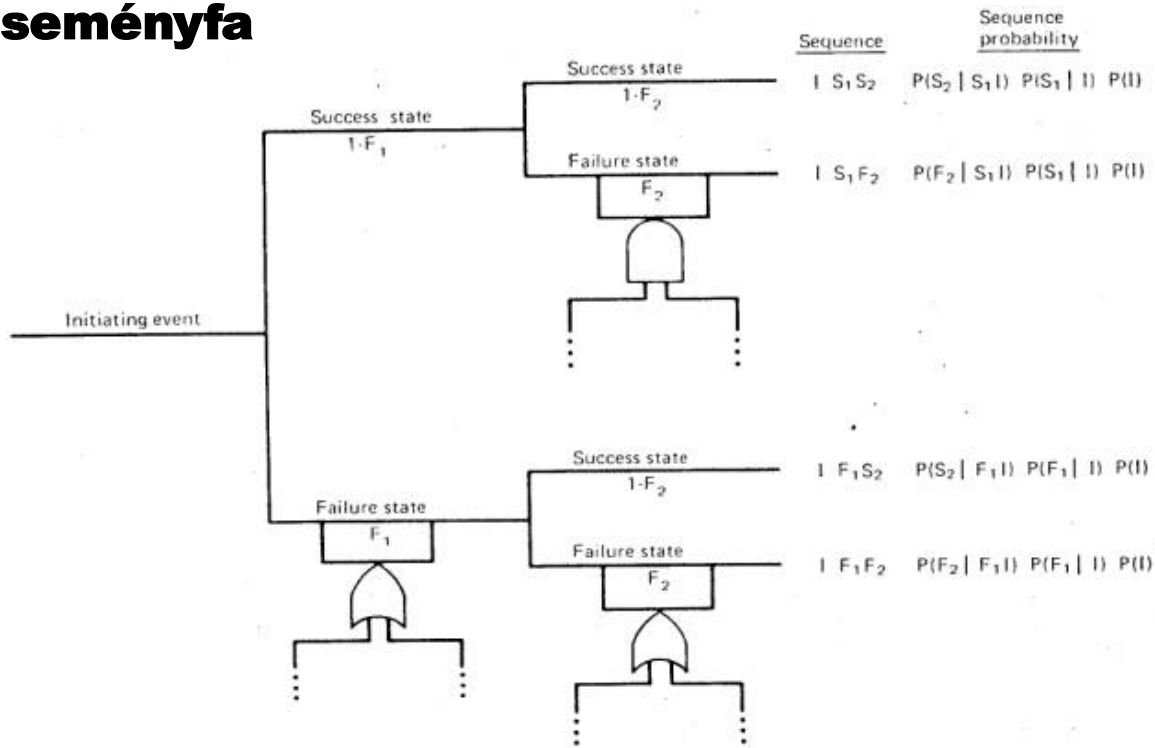 seményfa
Sequence
Sequence probability
Success state
1-F₂
I S₁S₂ P(S₂ | S₁I) P(S₁ | I) P(I)
Success state
1-F₁
Failure state
F₂
I S₁F₂ P(F₂ | S₁I) P(S₁ | I) P(I)
Initiating event
Success state
1-F₂
I F₁S₂ P(S₂ | F₁I) P(F₁ | I) P(I)
Failure state
F₁
Failure state
F₂
I F₁F₂ P(F₂ | F₁I) P(F₁ | I) P(I)